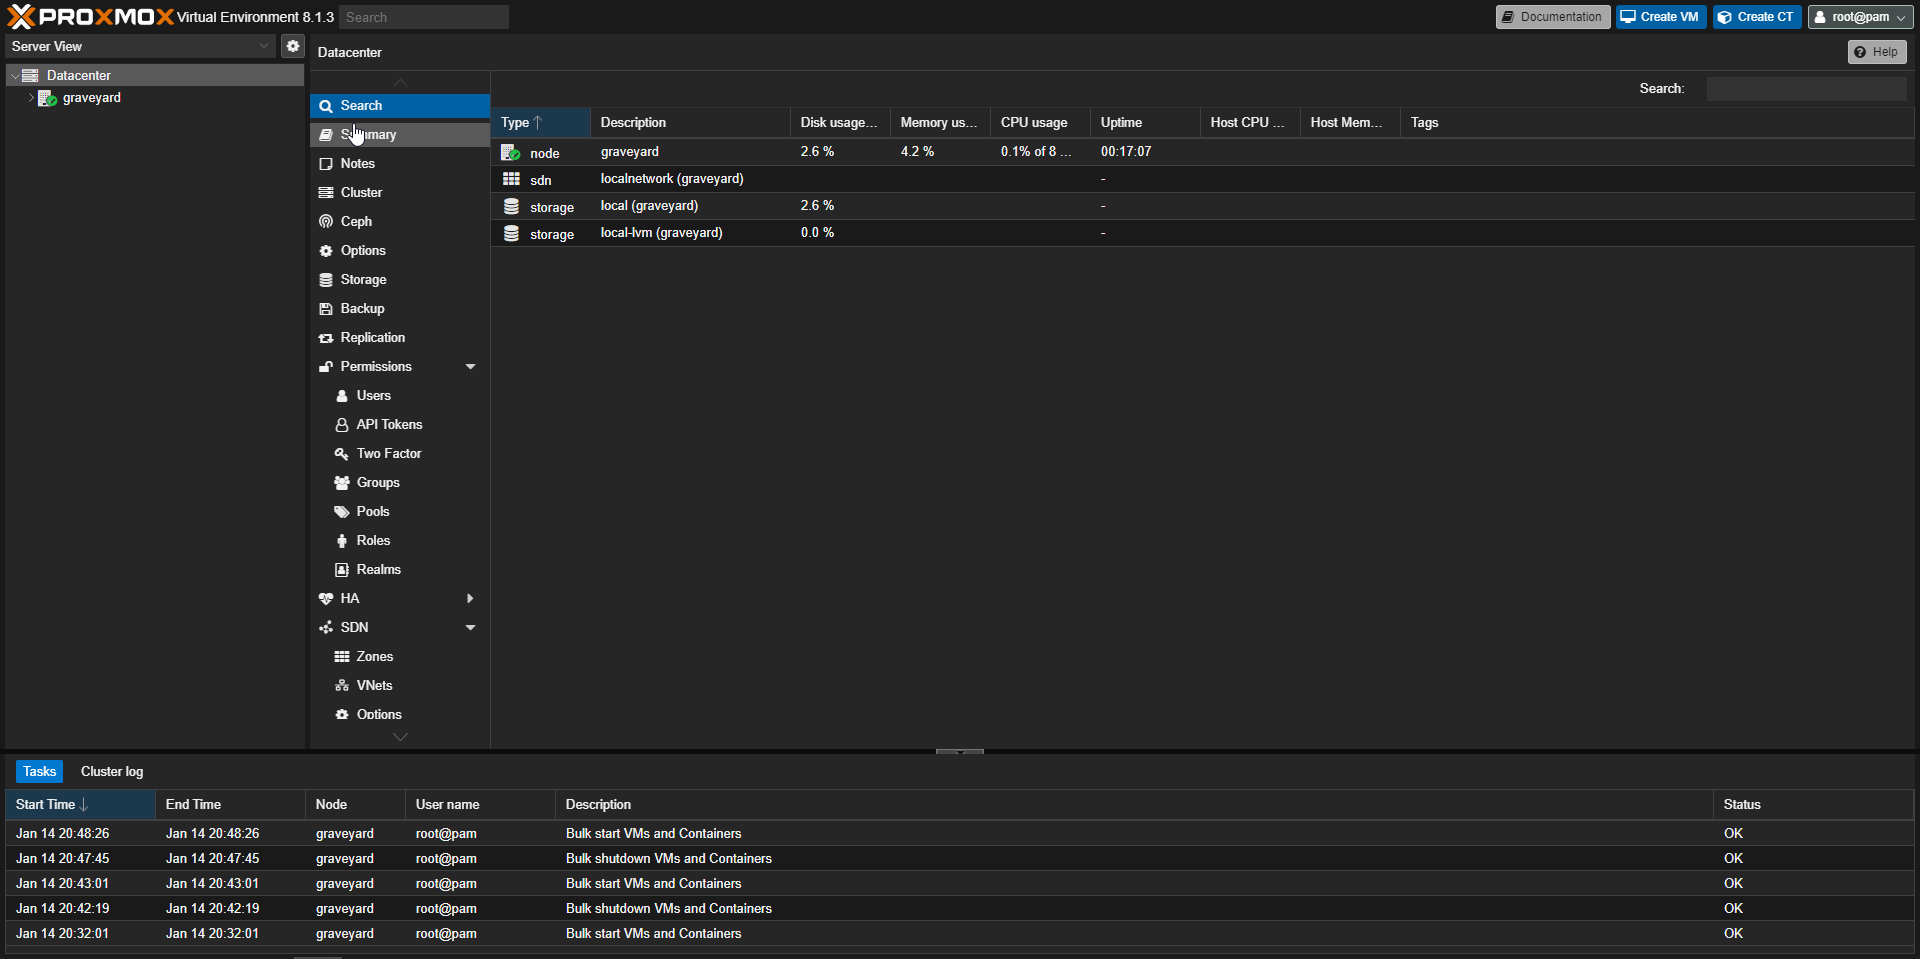 PROXMOX Virtual Environment 8.1.3 Search Documentation Create VM Create CT root@pam
Server View
Datacenter
Help
Datacenter
graveyard
Search
Summary
Notes
Cluster
Ceph
Options
Storage
Backup
Replication
Permissions
Users
API Tokens
Two Factor
Groups
Pools
Roles
Realms
HA
SDN
Zones
VNets
Options
Search:
Type Description Disk usage... Memory us... CPU usage Uptime Host CPU ... Host Mem... Tags
node graveyard 2.6 % 4.2 % 0.1% of 8 ... 00:17:07
sdn localnetwork (graveyard) -
storage local (graveyard) 2.6 % -
storage local-lvm (graveyard) 0.0 % -
Tasks Cluster log
Start Time End Time Node User name Description Status
Jan 14 20:48:26 Jan 14 20:48:26 graveyard root@pam Bulk start VMs and Containers OK
Jan 14 20:47:45 Jan 14 20:47:45 graveyard root@pam Bulk shutdown VMs and Containers OK
Jan 14 20:43:01 Jan 14 20:43:01 graveyard root@pam Bulk start VMs and Containers OK
Jan 14 20:42:19 Jan 14 20:42:19 graveyard root@pam Bulk shutdown VMs and Containers OK
Jan 14 20:32:01 Jan 14 20:32:01 graveyard root@pam Bulk start VMs and Containers OK